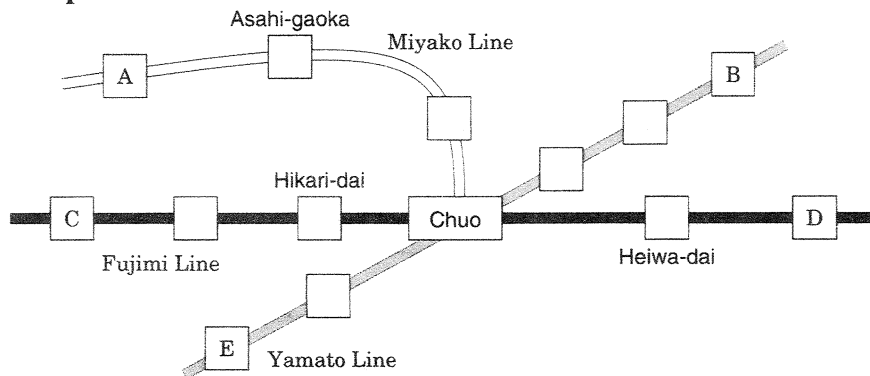 Asahi-gaoka
Miyako Line
A
B
Hikari-dai
C
Chuo
D
Fujimi Line
Heiwa-dai
E
Yamato Line